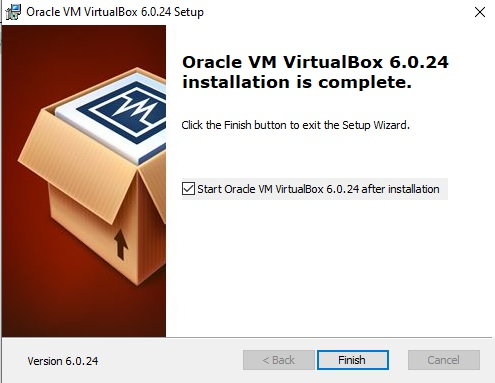 Oracle VM VirtualBox 6.0.24 Setup
Oracle VM VirtualBox 6.0.24
installation is complete.
Click the Finish button to exit the Setup Wizard.
Start Oracle VM VirtualBox 6.0.24 after installation
Version 6.0.24
< Back
Finish
Cancel